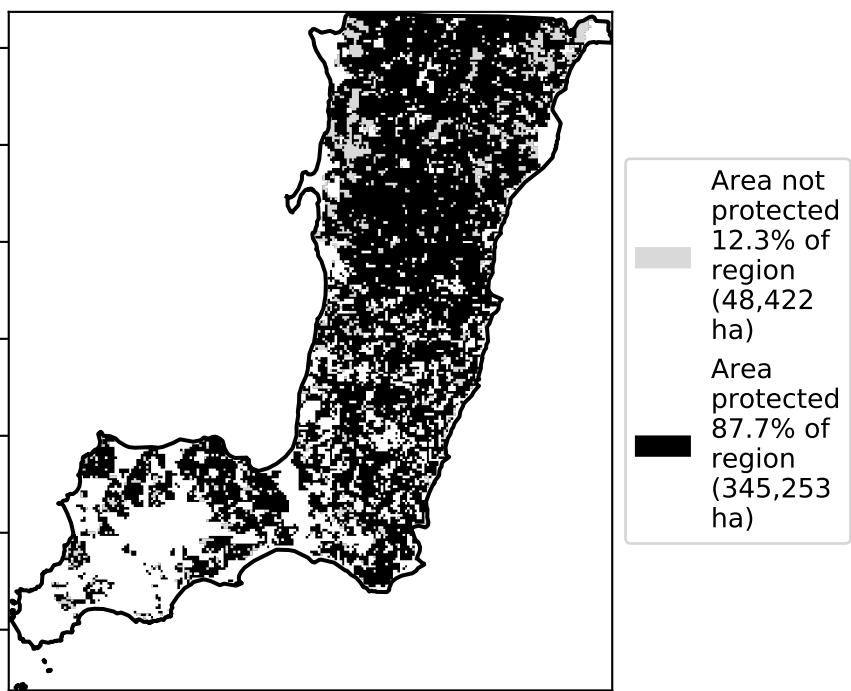 Area not
protected
12.3% of
region
(48,422
ha)
Area
protected
87.7% of
region
(345,253
ha)